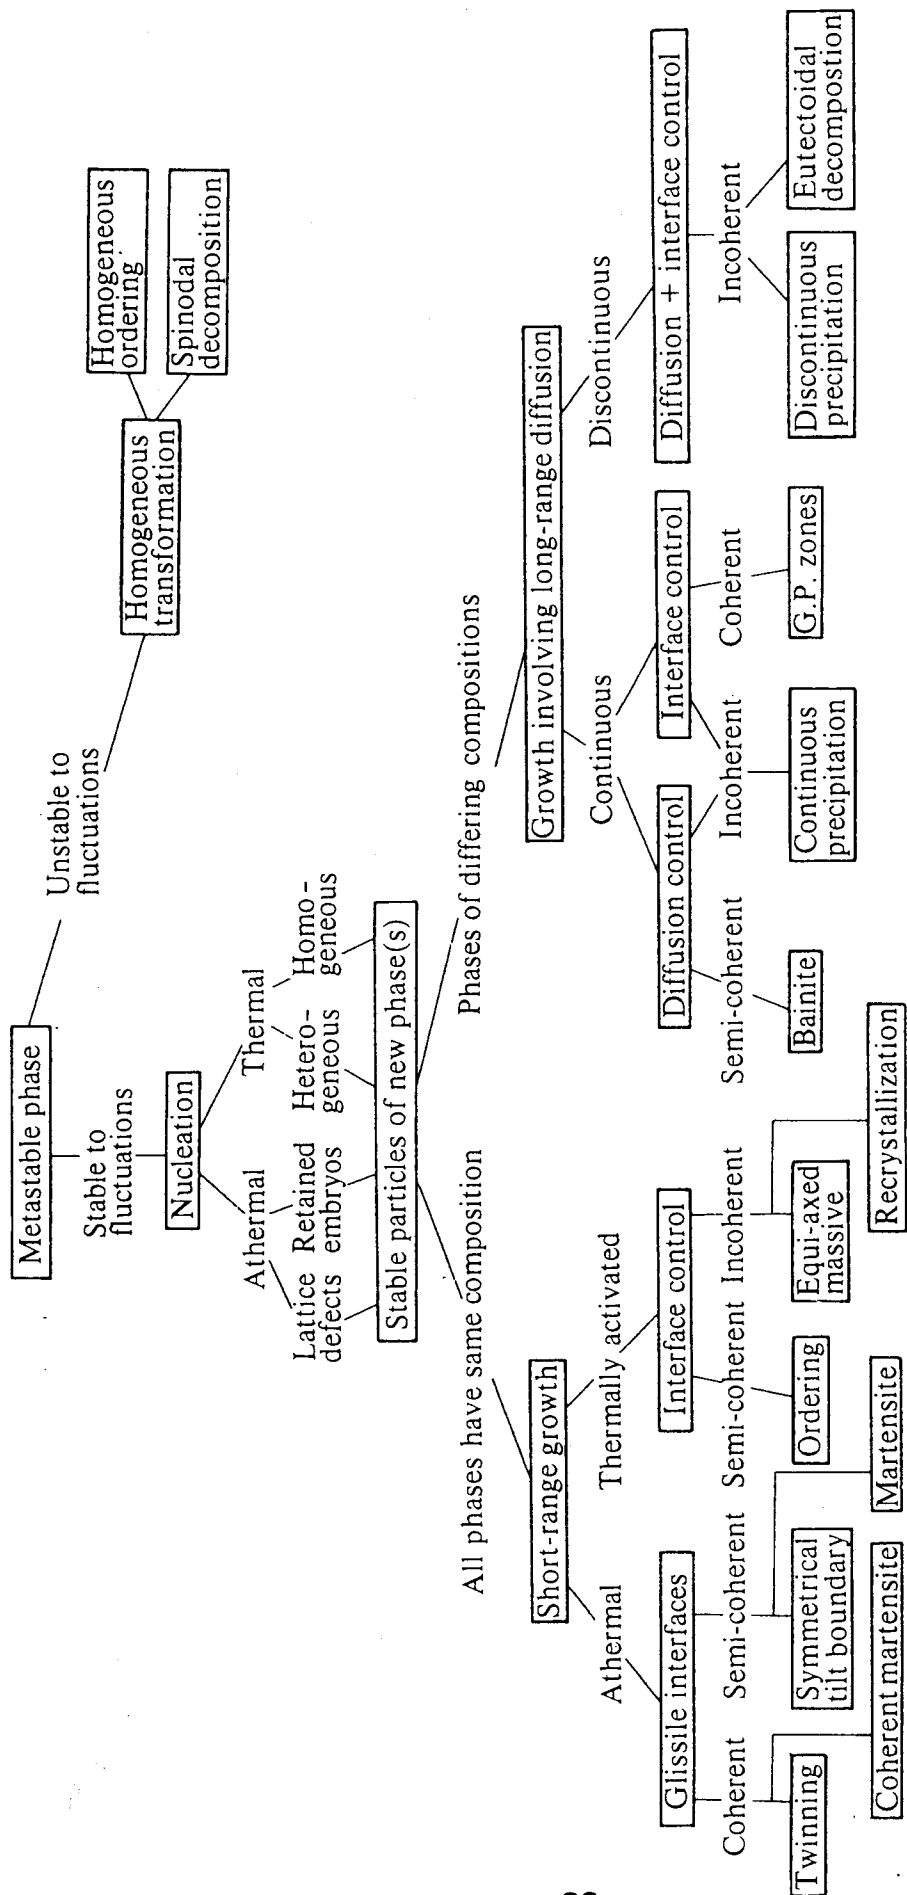 Metastable phase
Unstable to
fluctuations
Homogeneous
transformation
Homogeneous
ordering
Spinodal
decomposition
Stable to
fluctuations
Nucleation
Athermal
Thermal
Lattice
defects
Retained
embryos
Hetero-
geneous
Homo-
geneous
Stable particles of new phase(s)
All phases have same composition
Phases of differing compositions
Short-range growth
Growth involving long-range diffusion
Athermal
Thermally activated
Continuous
Discontinuous
Glissile interfaces
Interface control
Diffusion control
Interface control
Diffusion + interface control
Coherent
Semi-coherent
Semi-coherent
Incoherent
Semi-coherent
Incoherent
Coherent
Incoherent
Twinning
Symmetrical
tilt boundary
Ordering
Equi-axed
massive
Bainite
Continuous
precipitation
G.P. zones
Discontinuous
precipitation
Eutectoidal
decompostion
Coherent martensite
Martensite
Recrystallization